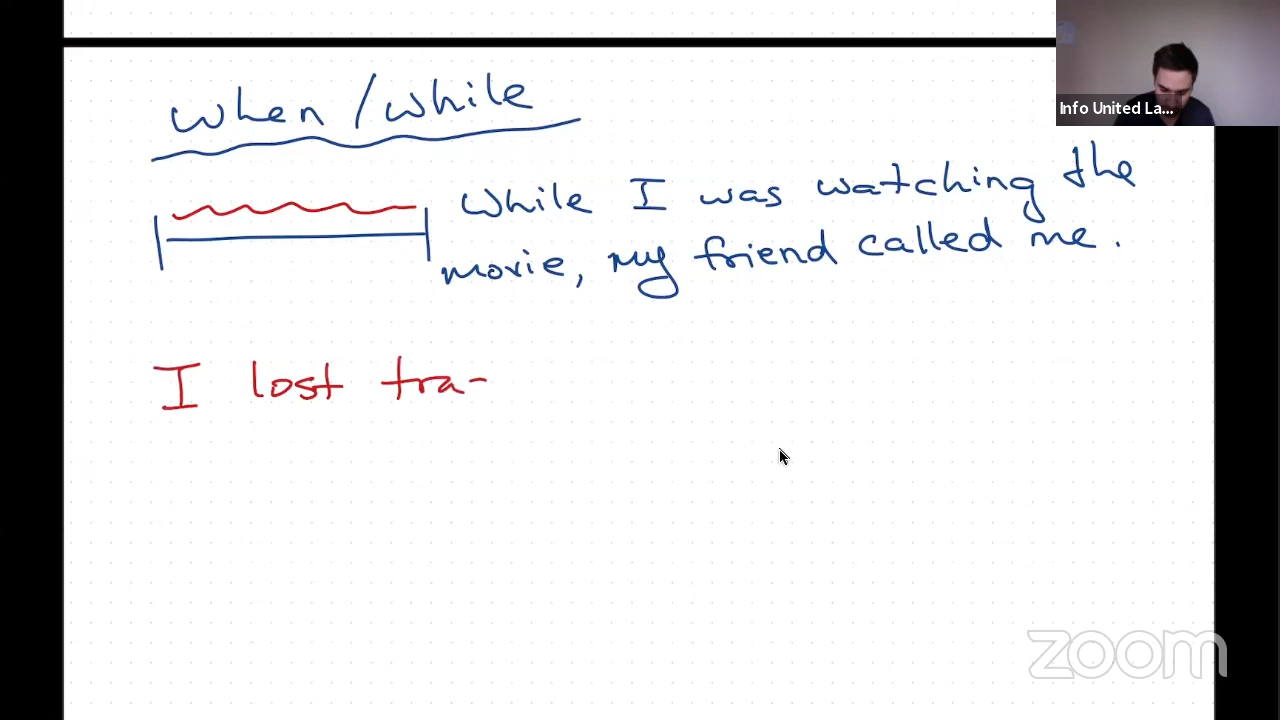 when / while
While I was watching the
movie, my friend called me.
I lost tra-
Info United La...
zoom